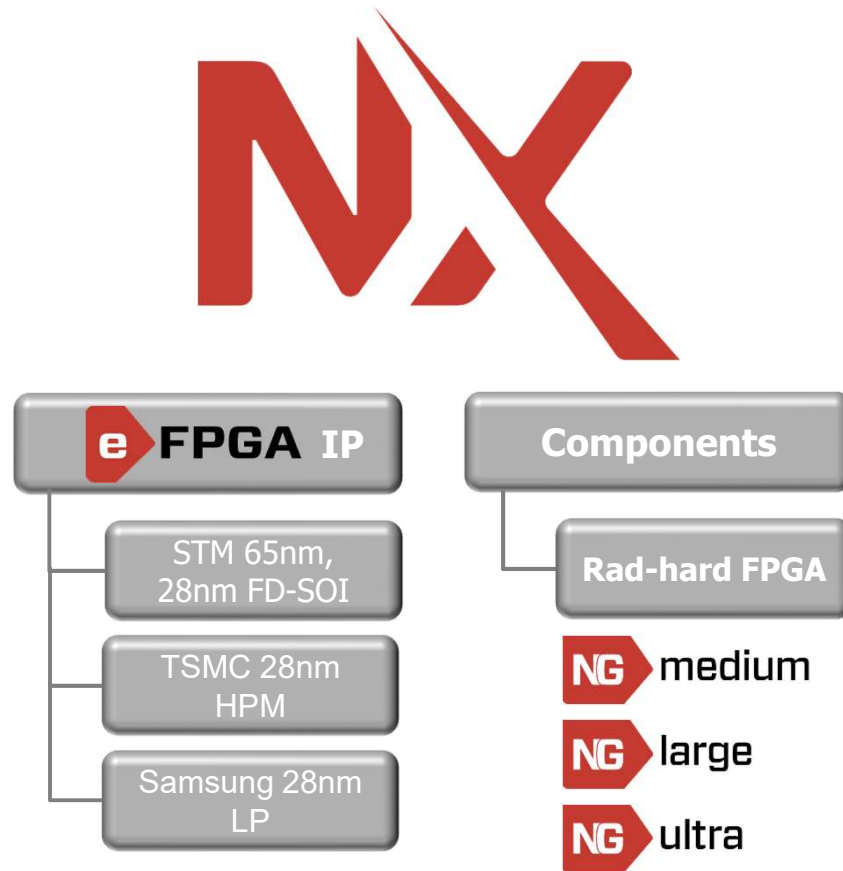 NX
e FPGA IP
STM 65nm,
28nm FD-SOI
TSMC 28nm
HPM
Samsung 28nm
LP
Components
Rad-hard FPGA
NG medium
NG large
NG ultra